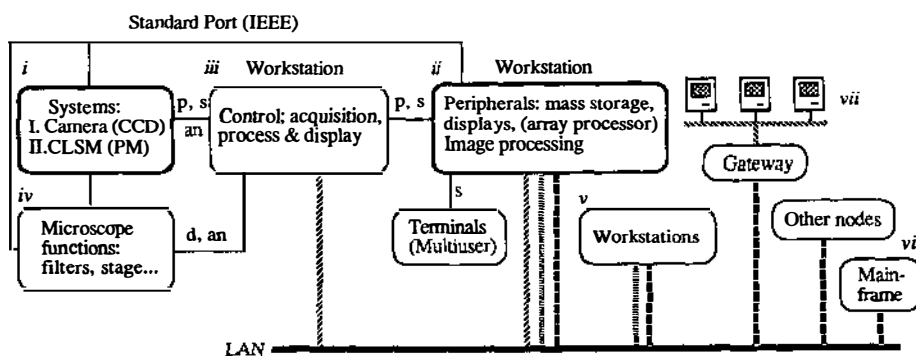 Standard Port (IEEE)
i
iii
Workstation
ii
Workstation
vii
Systems:
I. Camera (CCD)
II.CLSM (PM)
p, s
an
Control; acquisition,
process & display
p, s
Peripherals: mass storage,
displays, (array processor)
Image processing
Gateway
iv
Microscope
functions:
filters, stage...
d, an
s
Terminals
(Multiuser)
v
Workstations
Other nodes
vi
Main-
frame
LAN